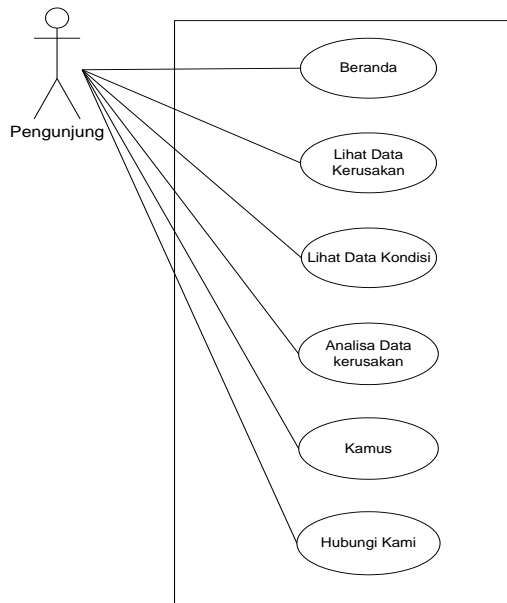 Pengunjung
Beranda
Lihat Data
Kerusakan
Lihat Data Kondisi
Analisa Data
kerusakan
Kamus
Hubungi Kami